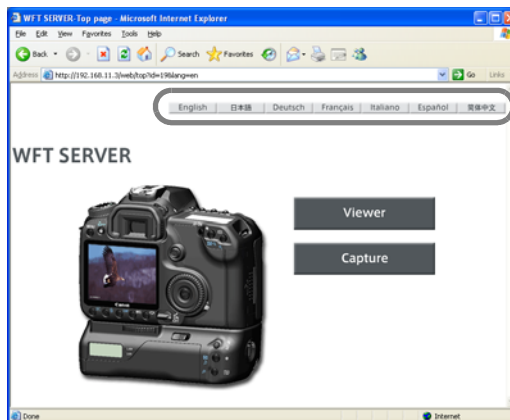 WFT SERVER-Top page - Microsoft Internet Explorer
File Edit View Favorites Tools Help
Back Search Favorites
Address http://192.168.11.3/web/top?id=196&lang=en Go Links
English 日本語 Deutsch Français Italiano Español 简体中文
WFT SERVER
Viewer
Capture
Canon
Done Internet